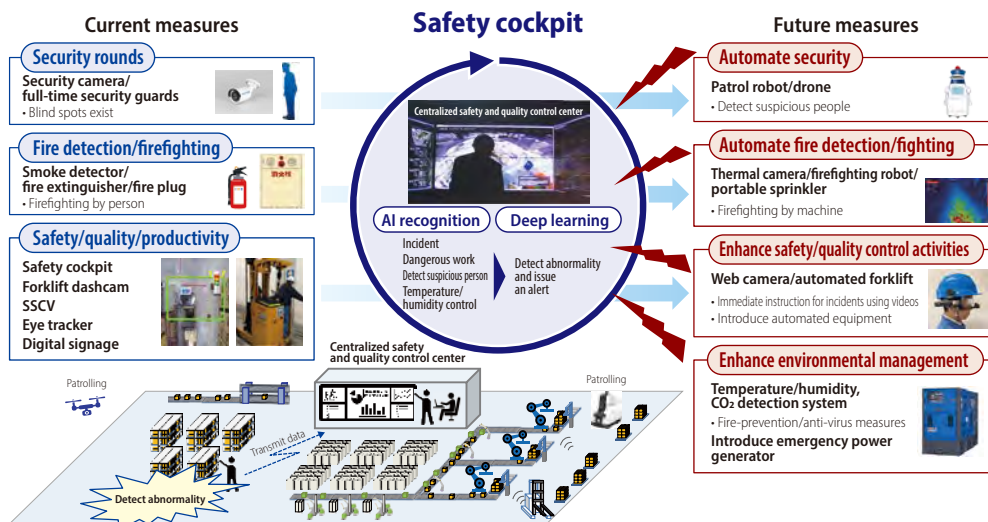 Current measures
Safety cockpit
Future measures
Security rounds
Security camera/
full-time security guards
• Blind spots exist
Fire detection/firefighting
Smoke detector/
fire extinguisher/fire plug
• Firefighting by person
消火栓
Safety/quality/productivity
Safety cockpit
Forklift dashcam
SSCV
Eye tracker
Digital signage
Centralized safety and quality control center
AI recognition
Deep learning
Incident
Dangerous work
Detect suspicious person
Temperature/
humidity control
Detect abnormality
and issue
an alert
Automate security
Patrol robot/drone
• Detect suspicious people
Automate fire detection/fighting
Thermal camera/firefighting robot/
portable sprinkler
• Firefighting by machine
Enhance safety/quality control activities
Web camera/automated forklift
• Immediate instruction for incidents using videos
• Introduce automated equipment
Enhance environmental management
Temperature/humidity,
CO₂ detection system
• Fire-prevention/anti-virus measures
Introduce emergency power
generator
Centralized safety
and quality control center
Patrolling
Patrolling
Transmit data
Detect abnormality